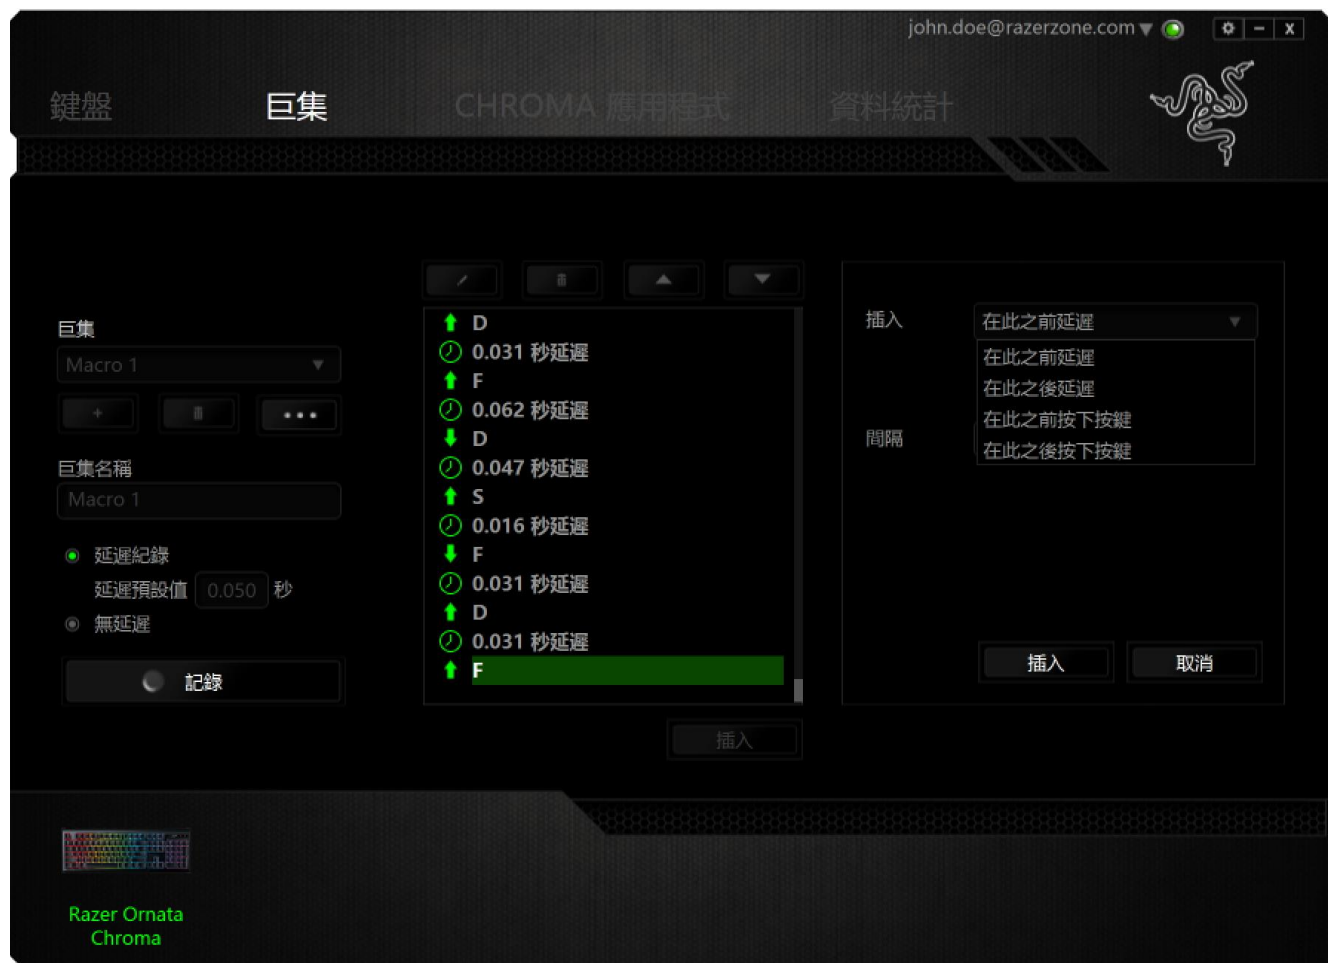 john.doe@razerzone.com
鍵盤
巨集
CHROMA 應用程式
資料統計
巨集
Macro 1
巨集名稱
Macro 1
延遲紀錄
延遲預設值 0.050 秒
無延遲
記錄
D
0.031 秒延遲
F
0.062 秒延遲
D
0.047 秒延遲
S
0.016 秒延遲
F
0.031 秒延遲
D
0.031 秒延遲
F
插入
插入
在此之前延遲
在此之前延遲
在此之後延遲
在此之前按下按鍵
在此之後按下按鍵
間隔
插入
取消
Razer Ornata
Chroma